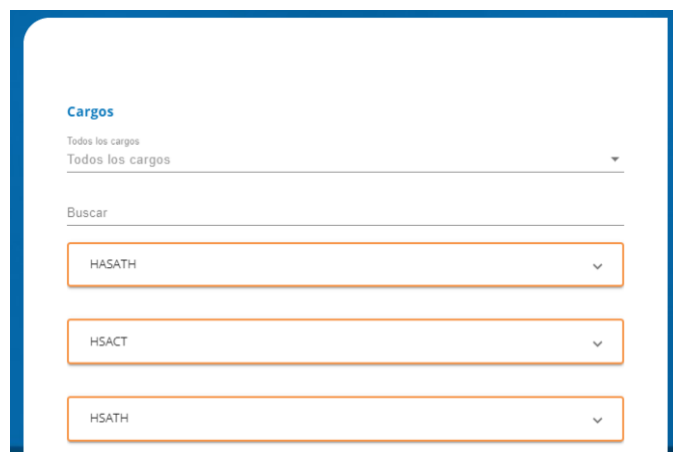 Cargos
Todos los cargos
Todos los cargos
Buscar
HASATH
HSACT
HSATH